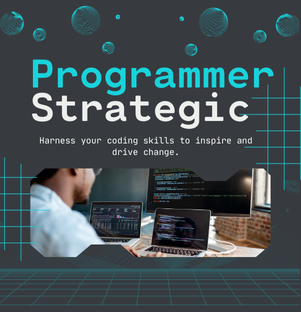 Programmer
Strategic
Harness your coding skills to inspire and
drive change.